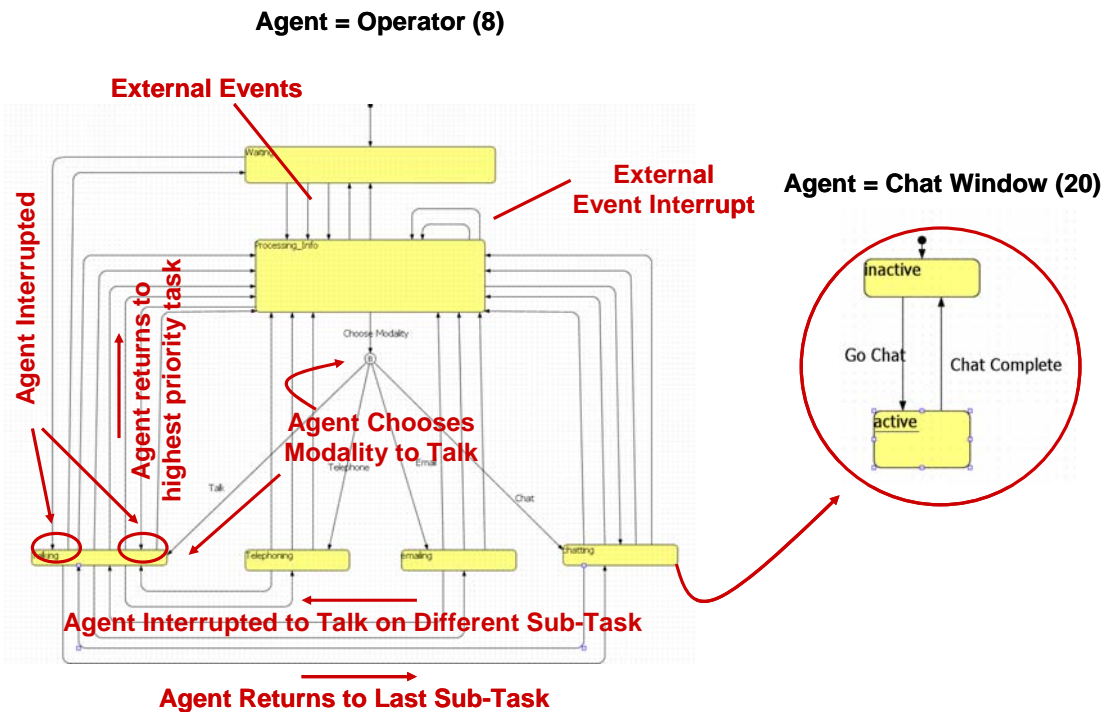 Agent = Operator (8)
External Events
Waiting
External
Event Interrupt
Agent = Chat Window (20)
Processing_Info
inactive
Agent Interrupted
Agent returns to
highest priority task
Choose Modality
B
Go Chat
Chat Complete
Agent Chooses
Modality to Talk
active
Talk
Telephone
Email
Chat
Telephoning
emailing
chatting
Agent Interrupted to Talk on Different Sub-Task
Agent Returns to Last Sub-Task